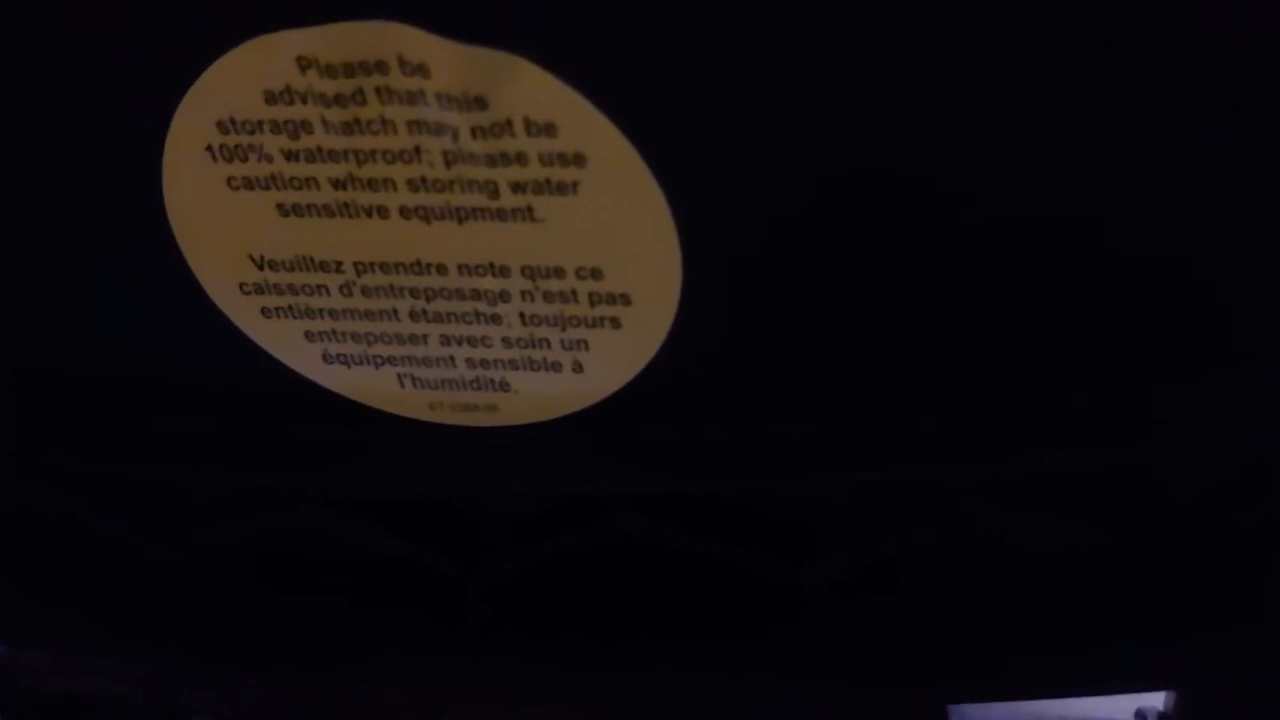 Please be
advised that this
storage hatch may not be
100% waterproof; please use
caution when storing water
sensitive equipment.
Veuillez prendre note que ce
caisson d'entreposage n'est pas
entièrement étanche; toujours
entreposer avec soin un
équipement sensible à
l'humidité.